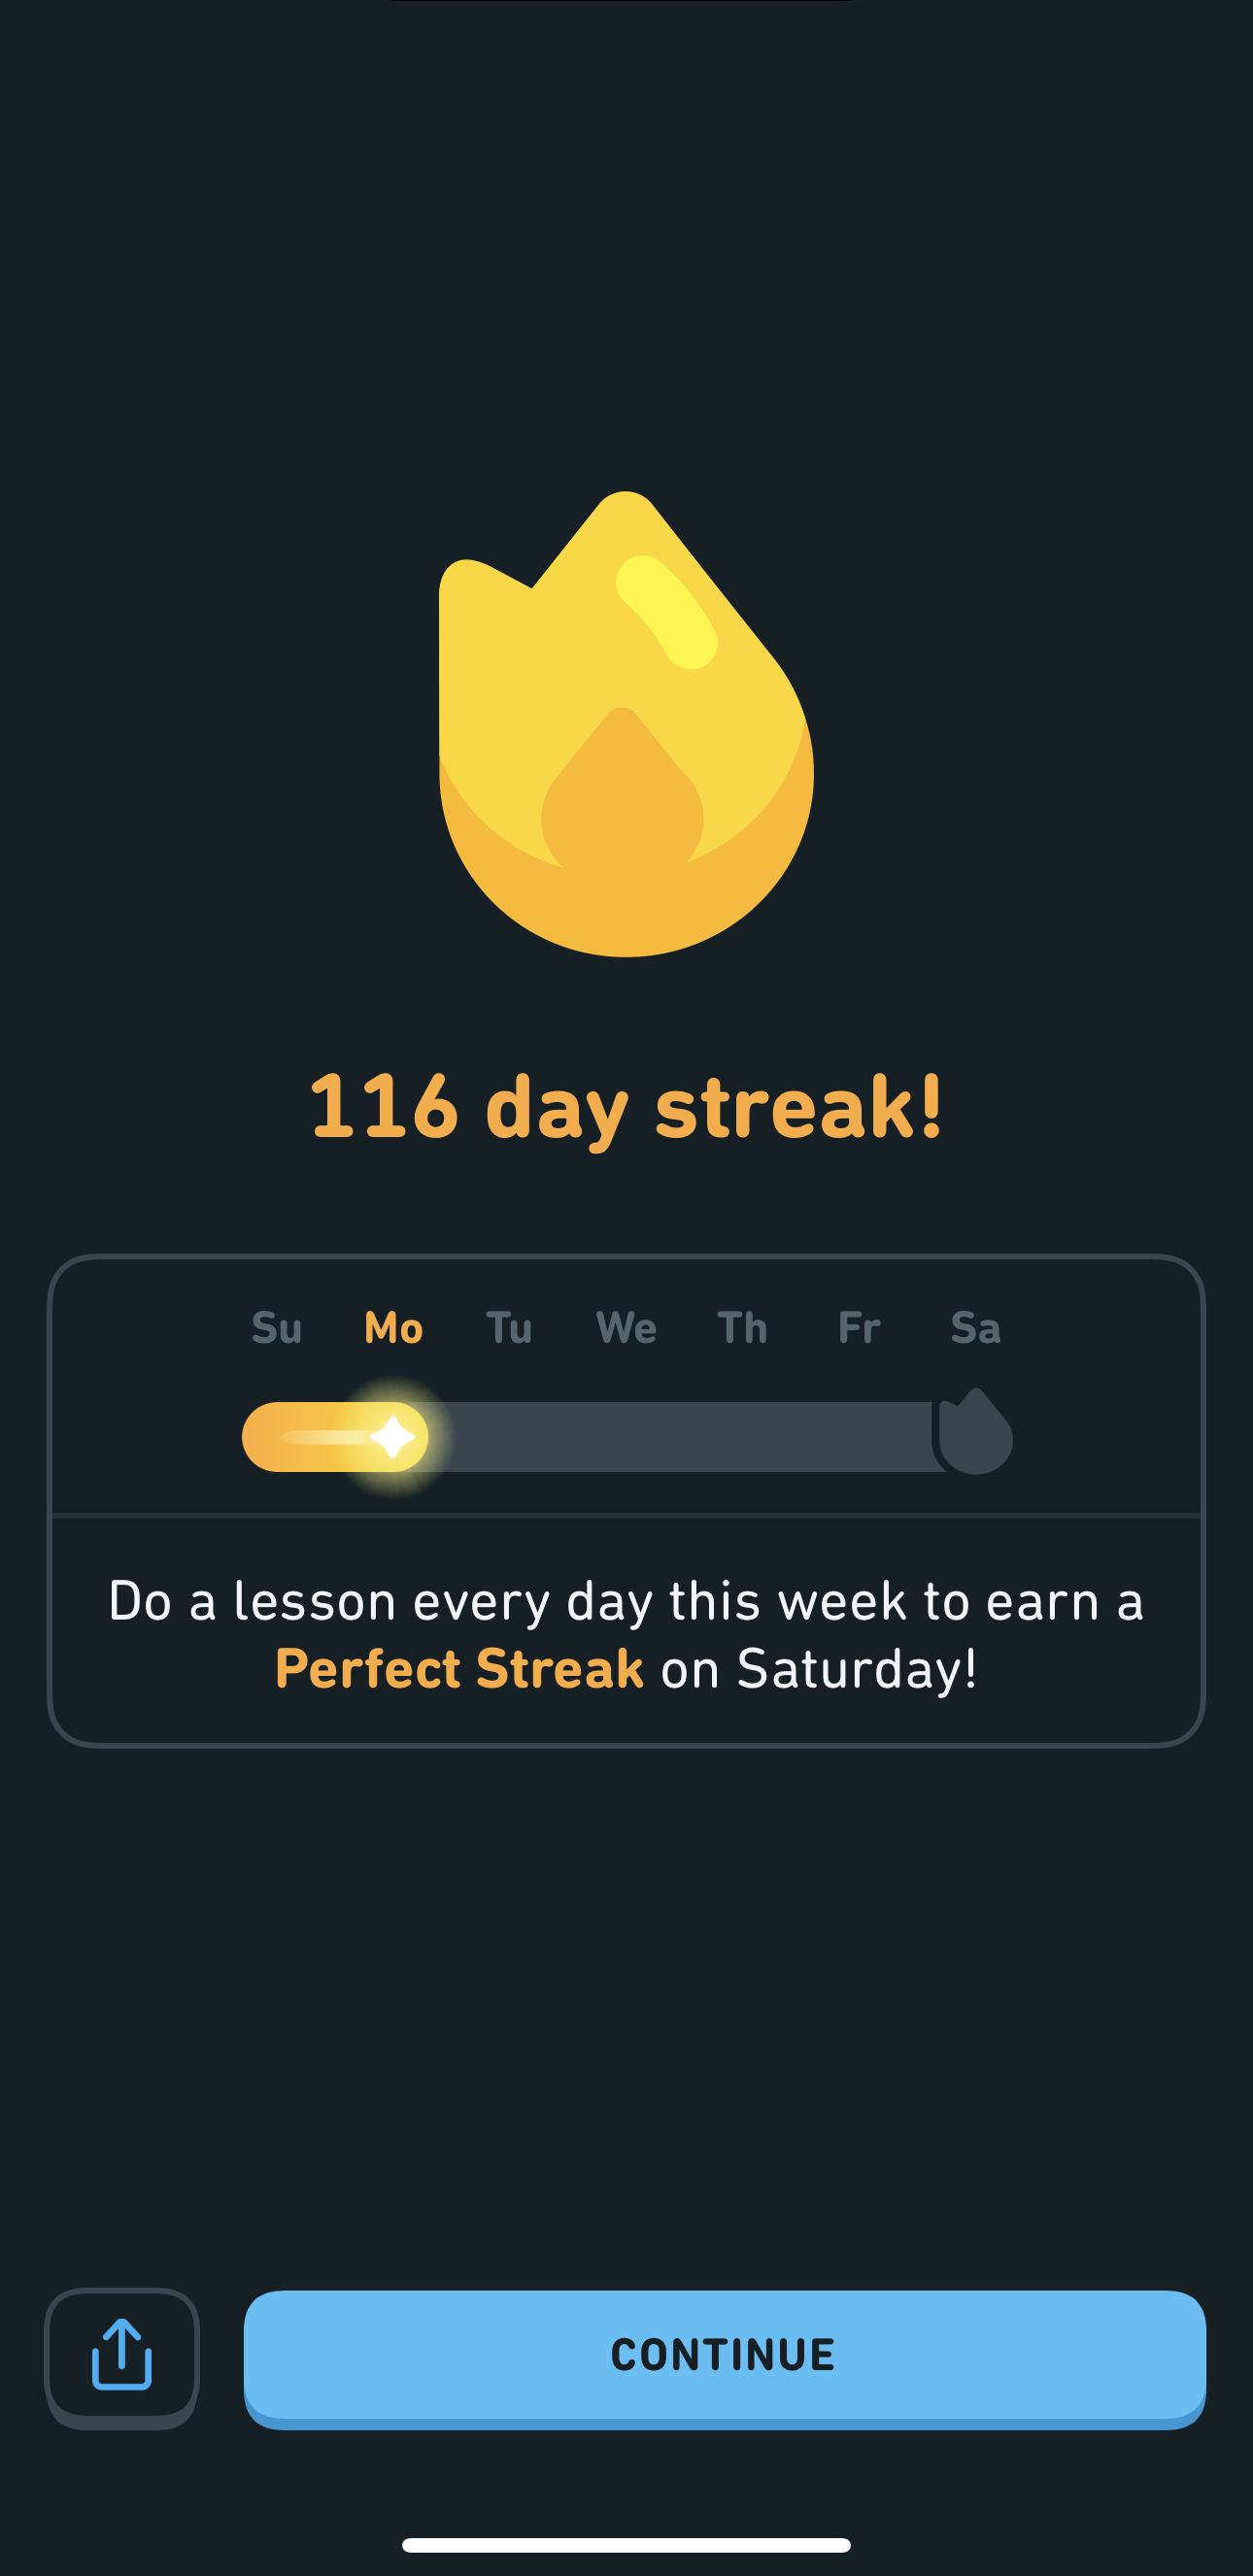 116 day streak!
Su Mo Tu We Th Fr Sa
Do a lesson every day this week to earn a
Perfect Streak on Saturday!
CONTINUE